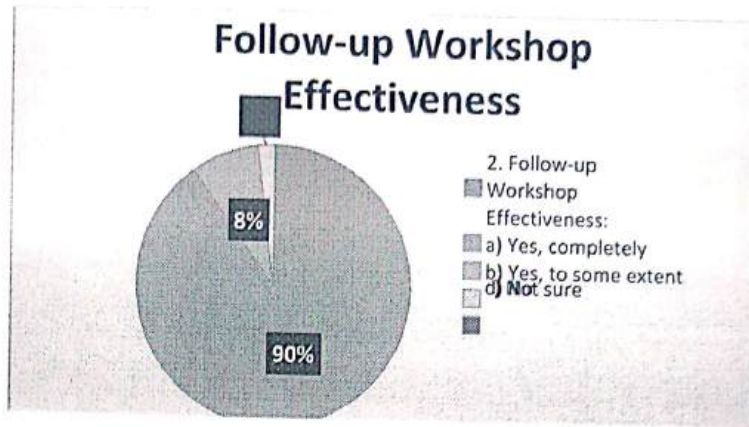 Follow-up Workshop
Effectiveness
8%
90%
2. Follow-up
Workshop
Effectiveness:
a) Yes, completely
b) Yes, to some extent
d) Not sure